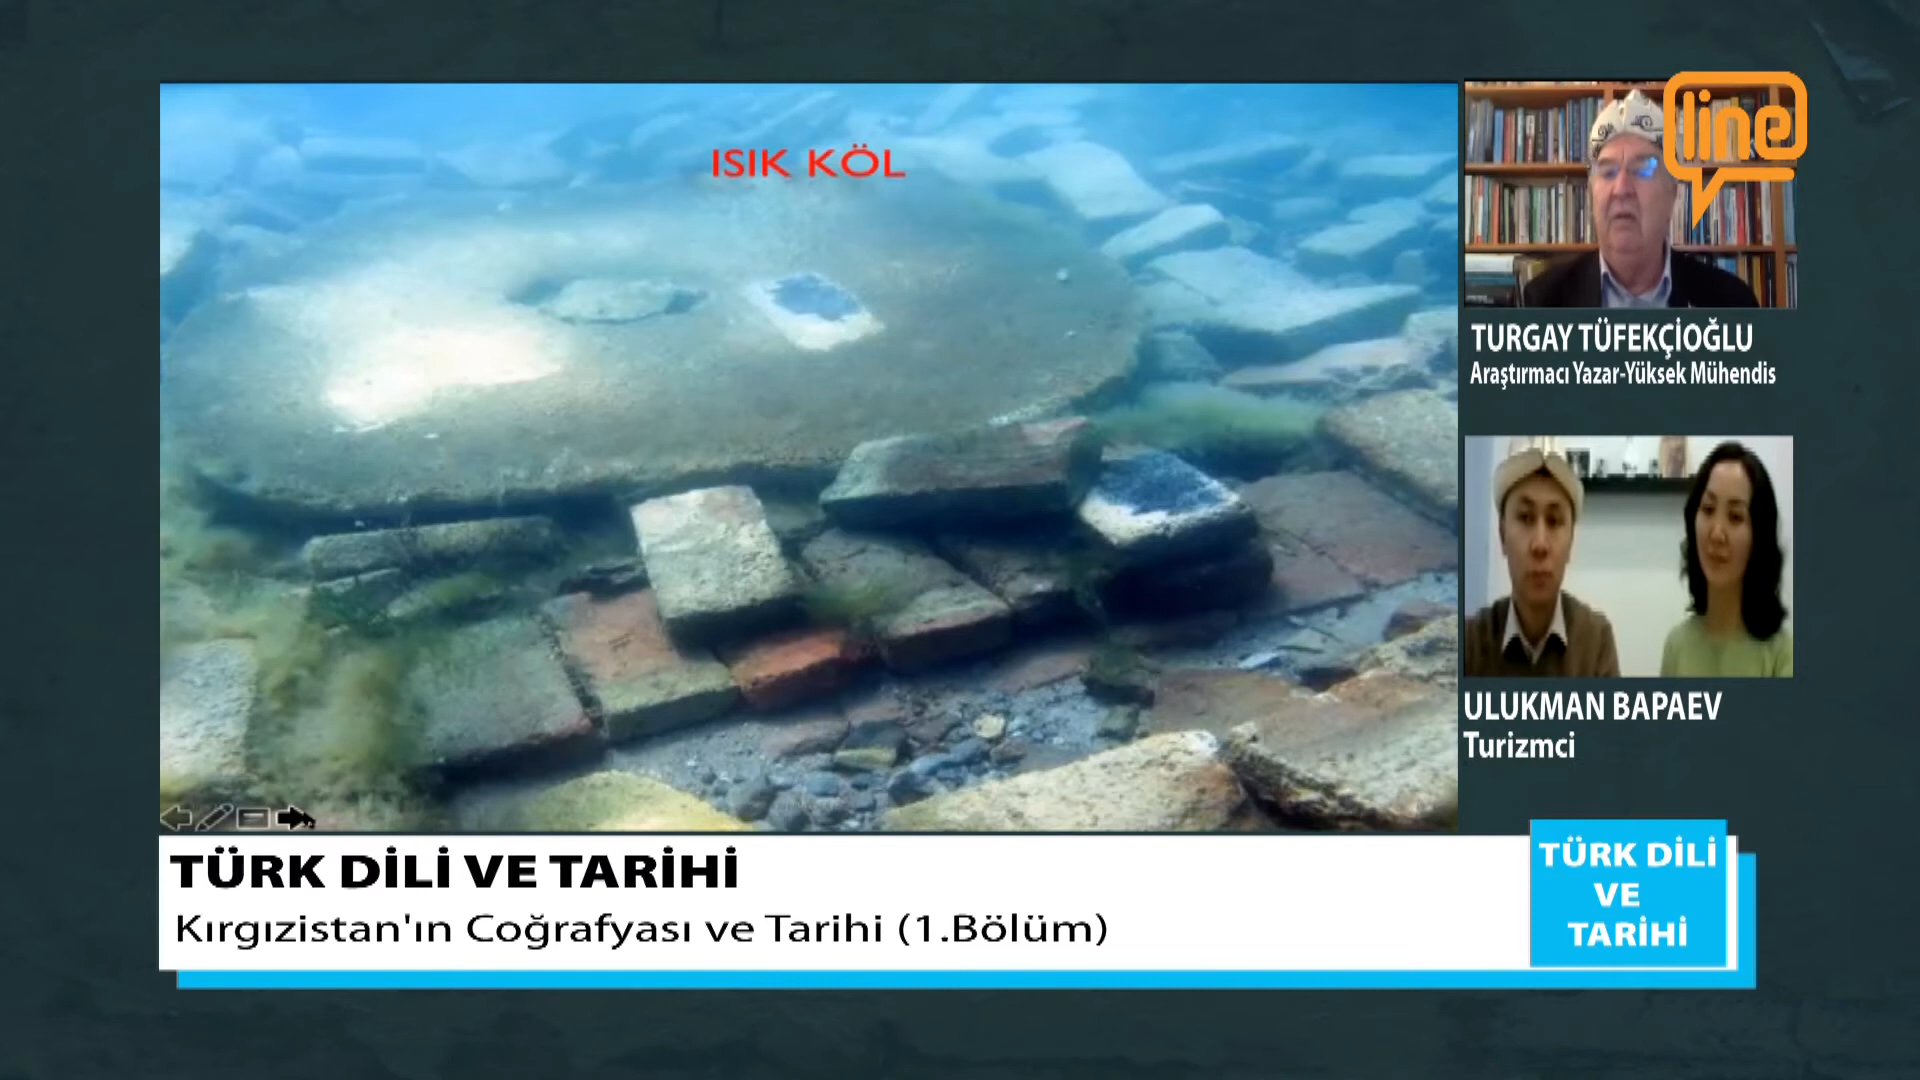 ISIK KÖL
line
TURGAY TÜFEKÇİOĞLU
Araştırmacı Yazar-Yüksek Mühendis
ULUKMAN BAPAEV
Turizmci
TÜRK DİLİ VE TARİHİ
Kırgızistan'ın Coğrafyası ve Tarihi (1.Bölüm)
TÜRK DİLİ
VE
TARİHİ